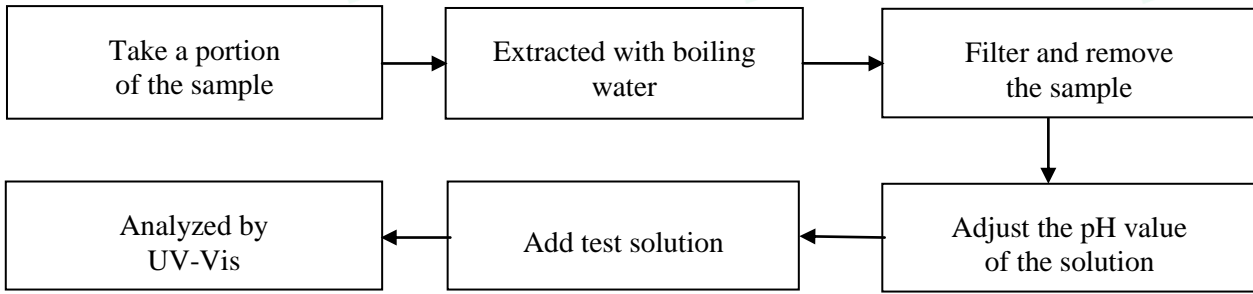 Take a portion
of the sample
Extracted with boiling
water
Filter and remove
the sample
Adjust the pH value
of the solution
Add test solution
Analyzed by
UV-Vis